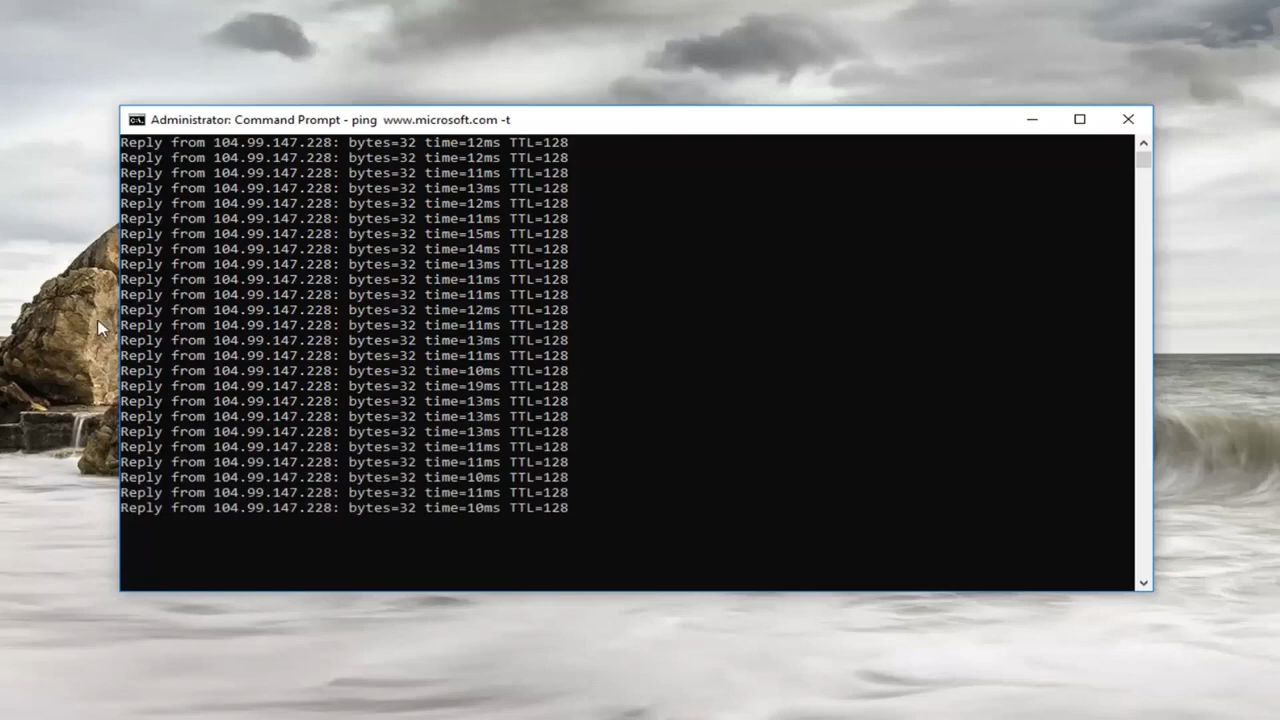 Administrator: Command Prompt - ping  www.microsoft.com -t
Reply from 104.99.147.228: bytes=32 time=12ms TTL=128
Reply from 104.99.147.228: bytes=32 time=12ms TTL=128
Reply from 104.99.147.228: bytes=32 time=11ms TTL=128
Reply from 104.99.147.228: bytes=32 time=13ms TTL=128
Reply from 104.99.147.228: bytes=32 time=12ms TTL=128
Reply from 104.99.147.228: bytes=32 time=11ms TTL=128
Reply from 104.99.147.228: bytes=32 time=15ms TTL=128
Reply from 104.99.147.228: bytes=32 time=14ms TTL=128
Reply from 104.99.147.228: bytes=32 time=13ms TTL=128
Reply from 104.99.147.228: bytes=32 time=11ms TTL=128
Reply from 104.99.147.228: bytes=32 time=11ms TTL=128
Reply from 104.99.147.228: bytes=32 time=12ms TTL=128
Reply from 104.99.147.228: bytes=32 time=11ms TTL=128
Reply from 104.99.147.228: bytes=32 time=13ms TTL=128
Reply from 104.99.147.228: bytes=32 time=11ms TTL=128
Reply from 104.99.147.228: bytes=32 time=10ms TTL=128
Reply from 104.99.147.228: bytes=32 time=19ms TTL=128
Reply from 104.99.147.228: bytes=32 time=13ms TTL=128
Reply from 104.99.147.228: bytes=32 time=13ms TTL=128
Reply from 104.99.147.228: bytes=32 time=13ms TTL=128
Reply from 104.99.147.228: bytes=32 time=11ms TTL=128
Reply from 104.99.147.228: bytes=32 time=11ms TTL=128
Reply from 104.99.147.228: bytes=32 time=10ms TTL=128
Reply from 104.99.147.228: bytes=32 time=11ms TTL=128
Reply from 104.99.147.228: bytes=32 time=10ms TTL=128